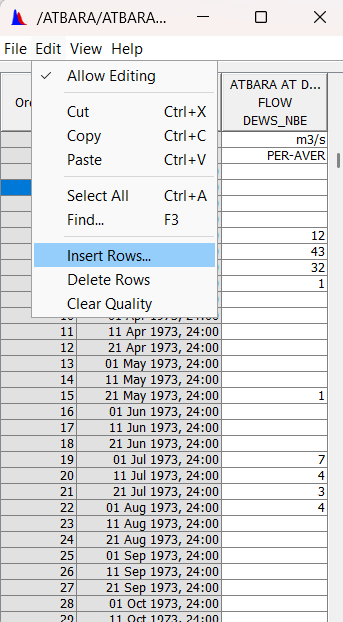 /ATBARA/ATBARA...
File Edit View Help
✓ Allow Editing
Cut Ctrl+X
Copy Ctrl+C
Paste Ctrl+V
Select All Ctrl+A
Find... F3
Insert Rows...
Delete Rows
Clear Quality
ATBARA AT D...
FLOW
DEWS_NBE
m3/s
PER-AVER
12
43
32
1
11 11 Apr 1973, 24:00
12 21 Apr 1973, 24:00
13 01 May 1973, 24:00
14 11 May 1973, 24:00
15 21 May 1973, 24:00 1
16 01 Jun 1973, 24:00
17 11 Jun 1973, 24:00
18 21 Jun 1973, 24:00
19 01 Jul 1973, 24:00 7
20 11 Jul 1973, 24:00 4
21 21 Jul 1973, 24:00 3
22 01 Aug 1973, 24:00 4
23 11 Aug 1973, 24:00
24 21 Aug 1973, 24:00
25 01 Sep 1973, 24:00
26 11 Sep 1973, 24:00
27 21 Sep 1973, 24:00
28 01 Oct 1973, 24:00
29 11 Oct 1973, 24:00